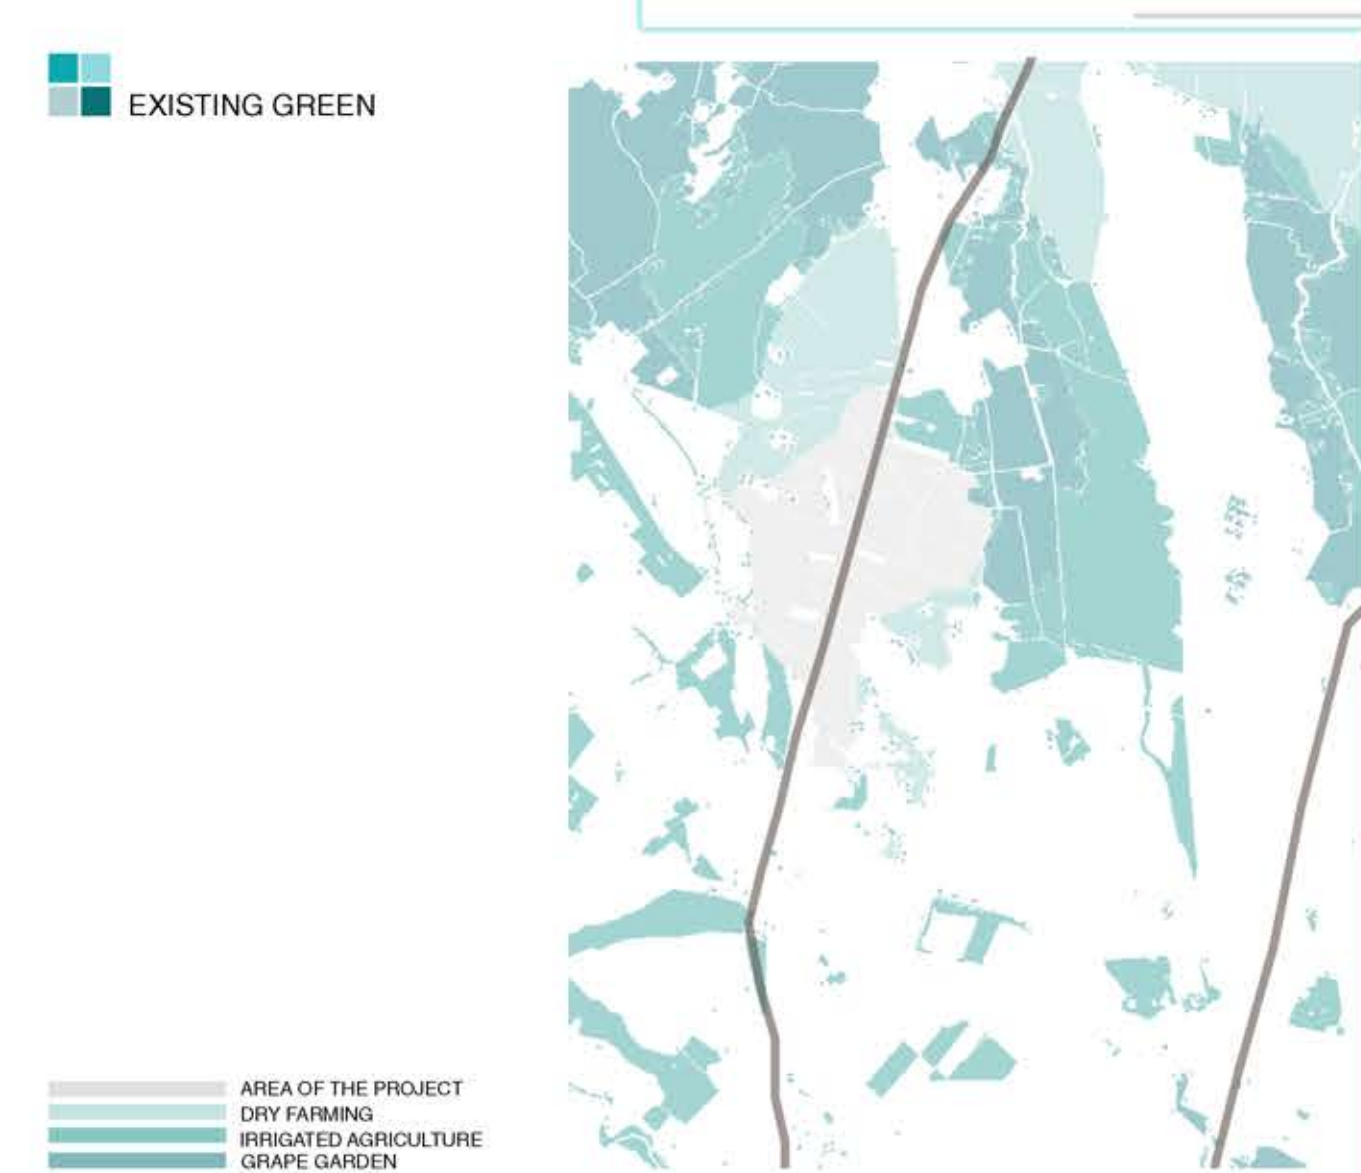 EXISTING GREEN
AREA OF THE PROJECT
DRY FARMING
IRRIGATED AGRICULTURE
GRAPE GARDEN